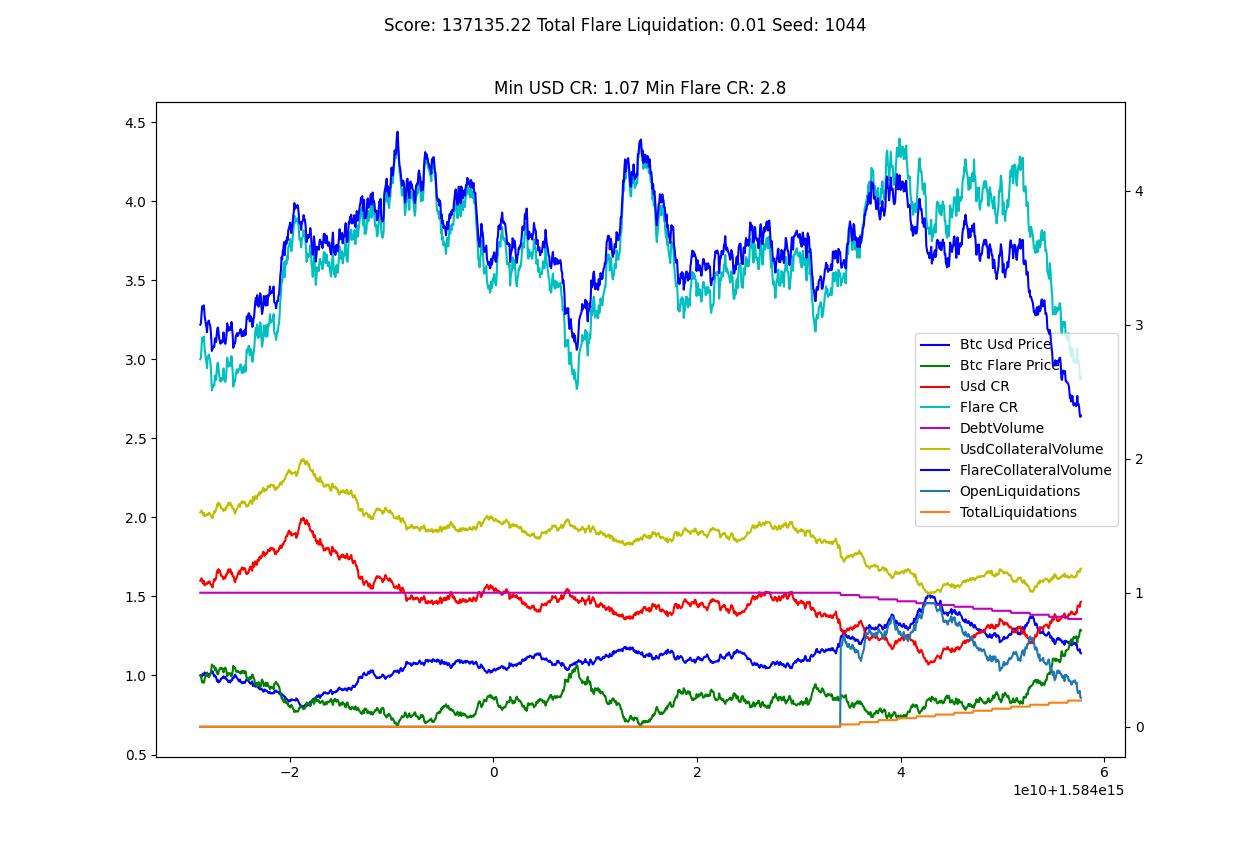 Score: 137135.22 Total Flare Liquidation: 0.01 Seed: 1044
Min USD CR: 1.07 Min Flare CR: 2.8
4.5
4.0
3.5
3.0
2.5
2.0
1.5
1.0
0.5
4
3
2
1
0
Btc Usd Price
Btc Flare Price
Usd CR
Flare CR
DebtVolume
UsdCollateralVolume
FlareCollateralVolume
OpenLiquidations
TotalLiquidations
−2 0 2 4 6
1e10+1.584e15